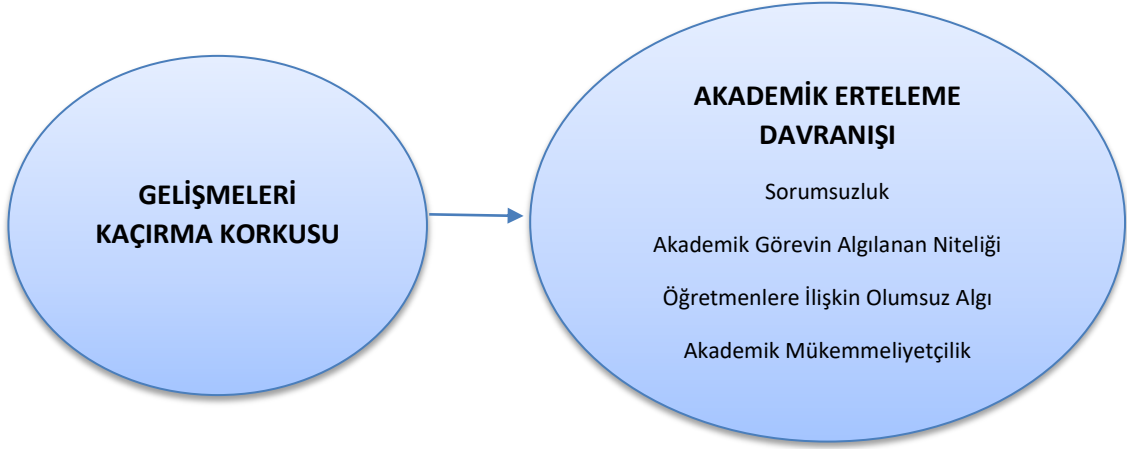 GELİŞMELERİ
KAÇIRMA KORKUSU
AKADEMİK ERTELEME
DAVRANIŞI
Sorumsuzluk
Akademik Görevin Algılanan Niteliği
Öğretmenlere İlişkin Olumsuz Algı
Akademik Mükemmeliyetçilik